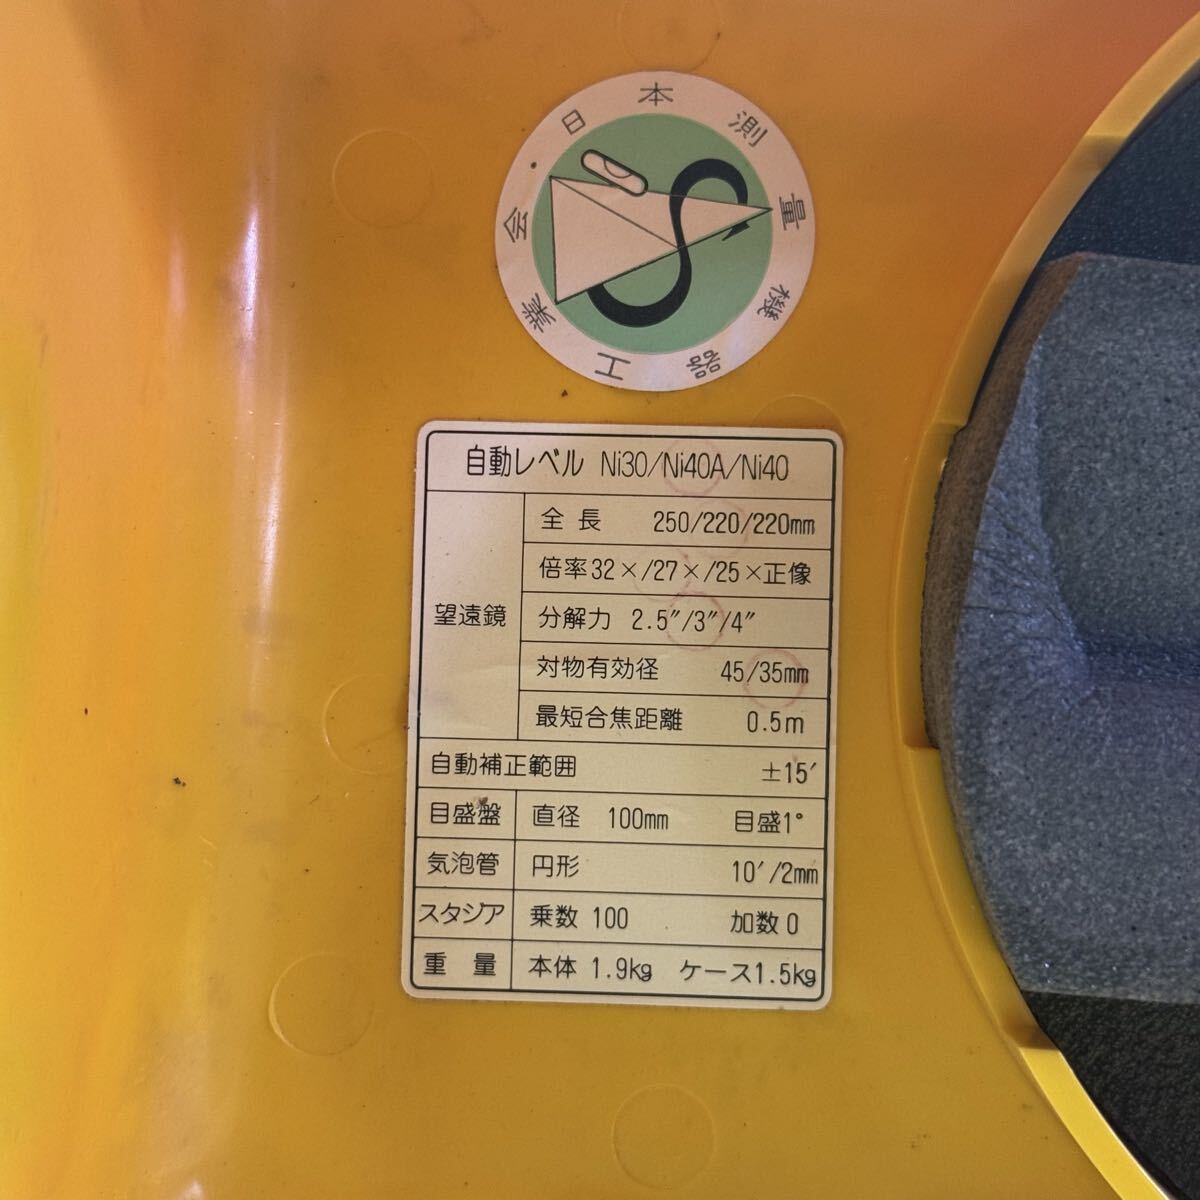 日本測量機器工業会・
自動レベル Ni30/Ni40A/Ni40
望遠鏡
全長 250/220/220mm
倍率32×/27×/25×正像
分解力 2.5″/3″/4″
対物有効径 45/35mm
最短合焦距離 0.5m
自動補正範囲 ±15′
目盛盤 直径 100mm 目盛1°
気泡管 円形 10′/2mm
スタジア 乗数 100 加数 0
重量 本体 1.9kg ケース1.5kg